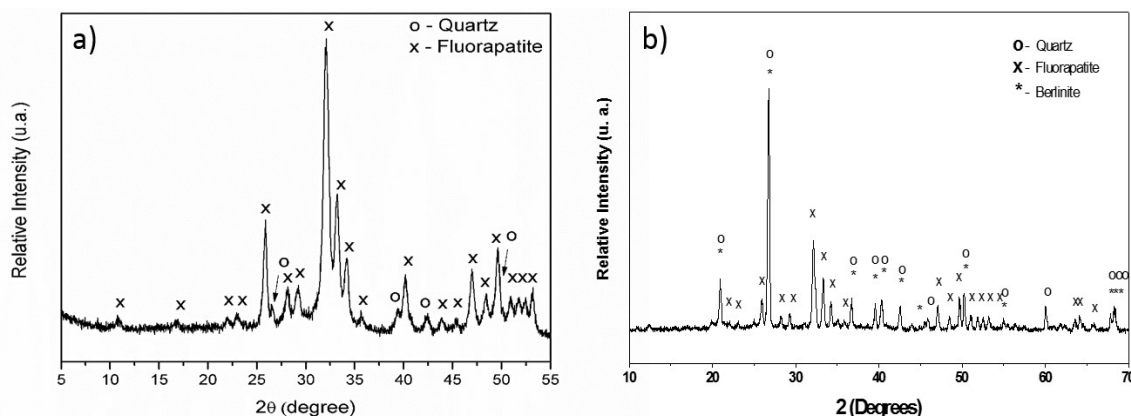 a)
o - Quartz
x - Fluorapatite
Relative Intensity (u.a.)
5 10 15 20 25 30 35 40 45 50 55
2θ (degree)
b)
o - Quartz
x - Fluorapatite
* - Berlinite
Relative Intensity (u. a.)
10 20 30 40 50 60 70
2 (Degrees)